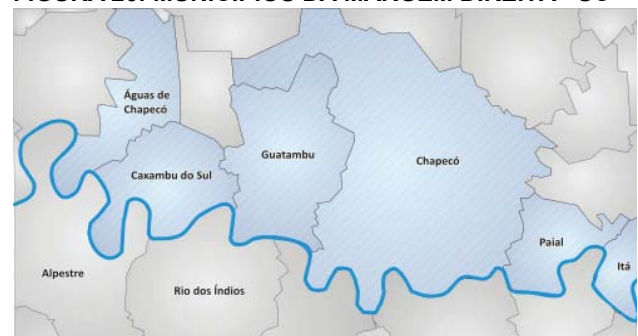 Águas de
Chapecó
Guatambu
Chapecó
Caxambu do Sul
Paial
Itá
Alpestre
Rio dos Índios